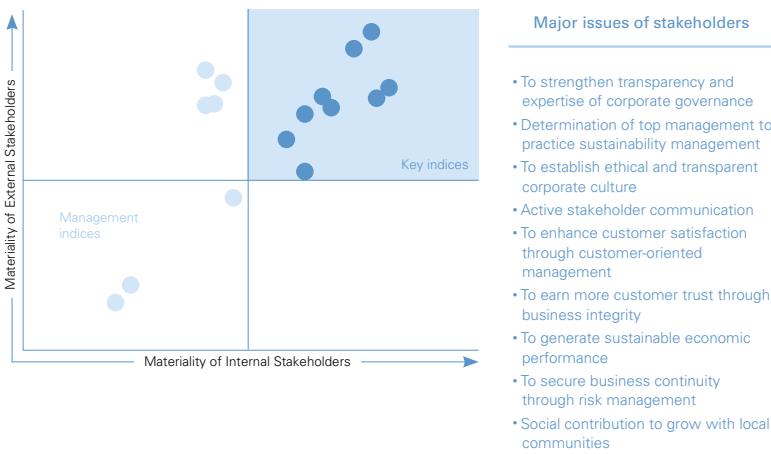 Materiality of External Stakeholders
Key indices
Management
indices
Materiality of Internal Stakeholders
Major issues of stakeholders
• To strengthen transparency and
expertise of corporate governance
• Determination of top management to
practice sustainability management
• To establish ethical and transparent
corporate culture
• Active stakeholder communication
• To enhance customer satisfaction
through customer-oriented
management
• To earn more customer trust through
business integrity
• To generate sustainable economic
performance
• To secure business continuity
through risk management
• Social contribution to grow with local
communities